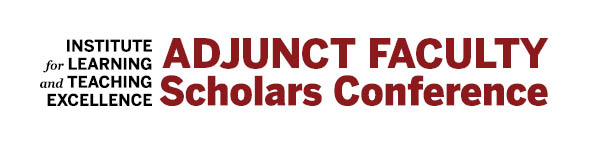 INSTITUTE
for LEARNING
and TEACHING
EXCELLENCE
ADJUNCT FACULTY
Scholars Conference